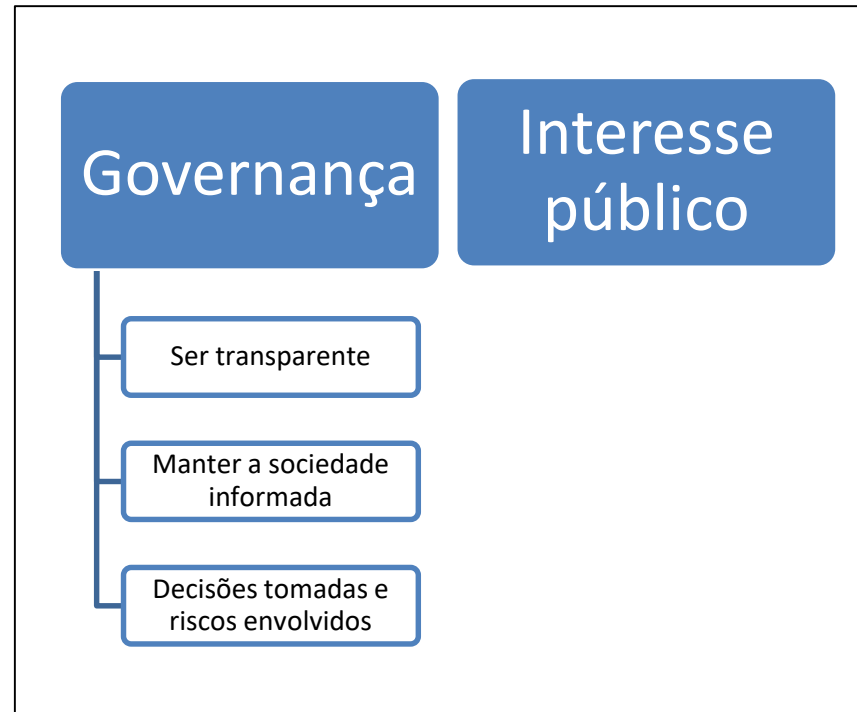 Governança
Interesse
público
Ser transparente
Manter a sociedade
informada
Decisões tomadas e
riscos envolvidos